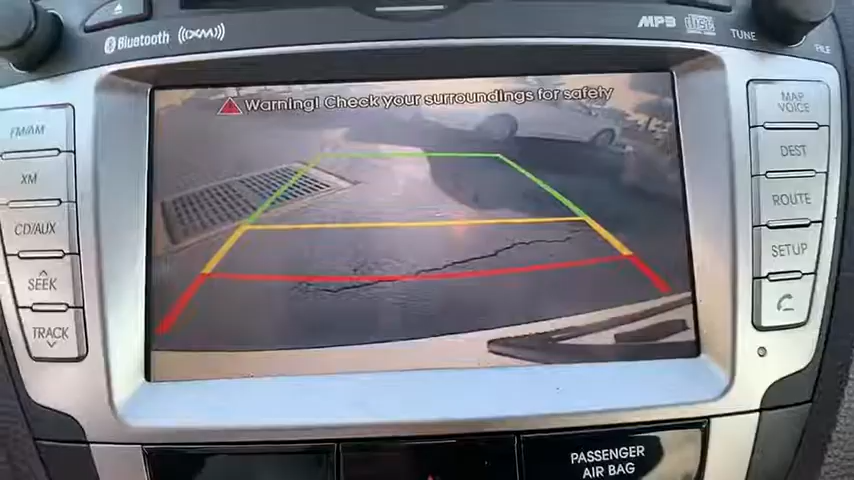 Bluetooth
(XM)
MP3
disc
TUNE
FILE
Warning! Check your surroundings for safety
FM/AM
XM
CD/AUX
SEEK
TRACK
MAP
VOICE
DEST
ROUTE
SETUP
PASSENGER
AIR BAG